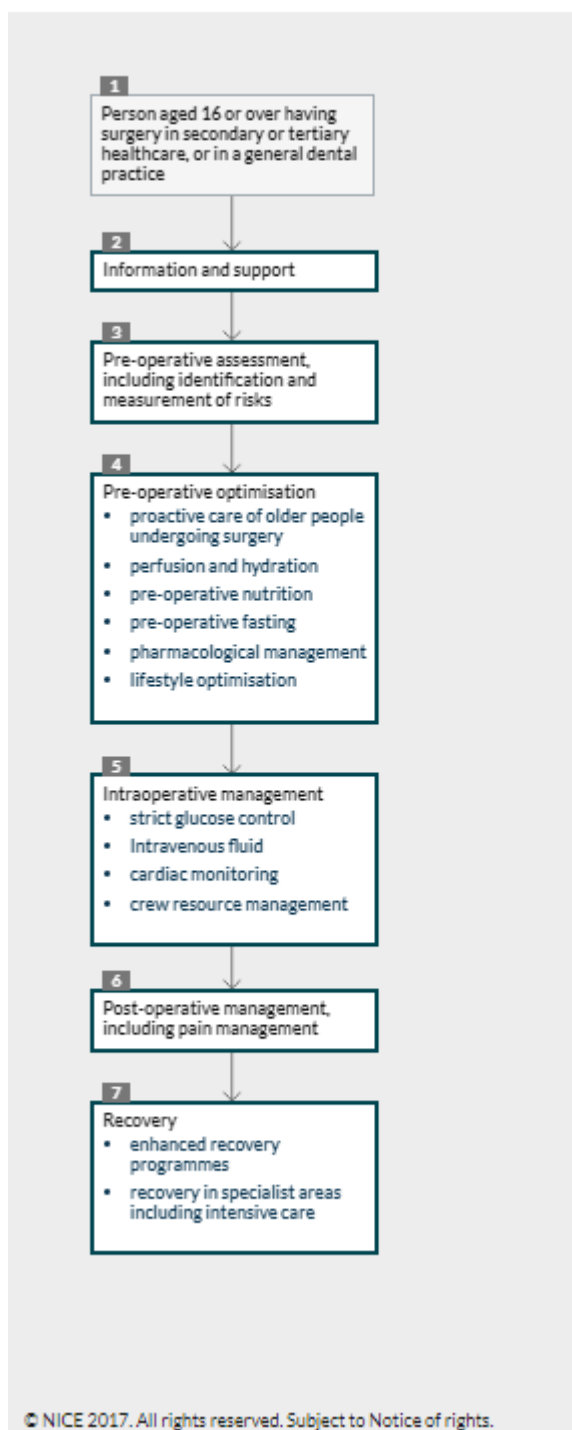 1
Person aged 16 or over having
surgery in secondary or tertiary
healthcare, or in a general dental
practice
2
Information and support
3
Pre-operative assessment,
including identification and
measurement of risks
4
Pre-operative optimisation
• proactive care of older people
undergoing surgery
• perfusion and hydration
• pre-operative nutrition
• pre-operative fasting
• pharmacological management
• lifestyle optimisation
5
Intraoperative management
• strict glucose control
• Intravenous fluid
• cardiac monitoring
• crew resource management
6
Post-operative management,
including pain management
7
Recovery
• enhanced recovery
programmes
• recovery in specialist areas
including intensive care
© NICE 2017. All rights reserved. Subject to Notice of rights.